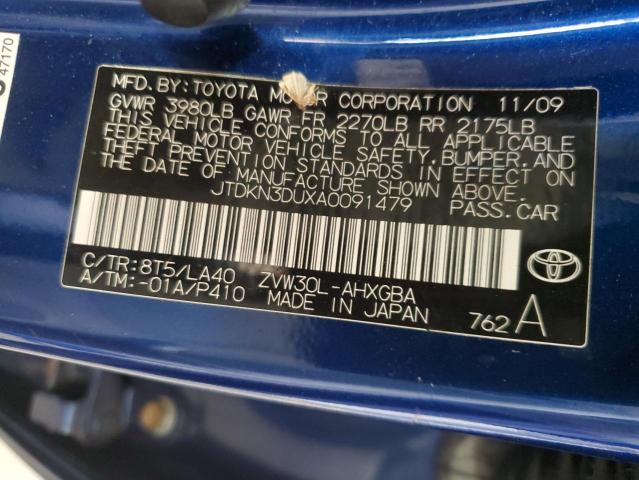 47170
MFD. BY: TOYOTA MOTOR CORPORATION 11/09
GVWR 3980LB GAWR FR 2270LB RR 2175LB
THIS VEHICLE CONFORMS TO ALL APPLICABLE
FEDERAL MOTOR VEHICLE SAFETY, BUMPER, AND
THEFT PREVENTION STANDARDS IN EFFECT ON
THE DATE OF MANUFACTURE SHOWN ABOVE.
JTDKN3DUXA0091479 PASS. CAR
C/TR: 8T5/LA40 ZVW30L-AHXGBA
A/TM: -01A/P410 MADE IN JAPAN 762 A